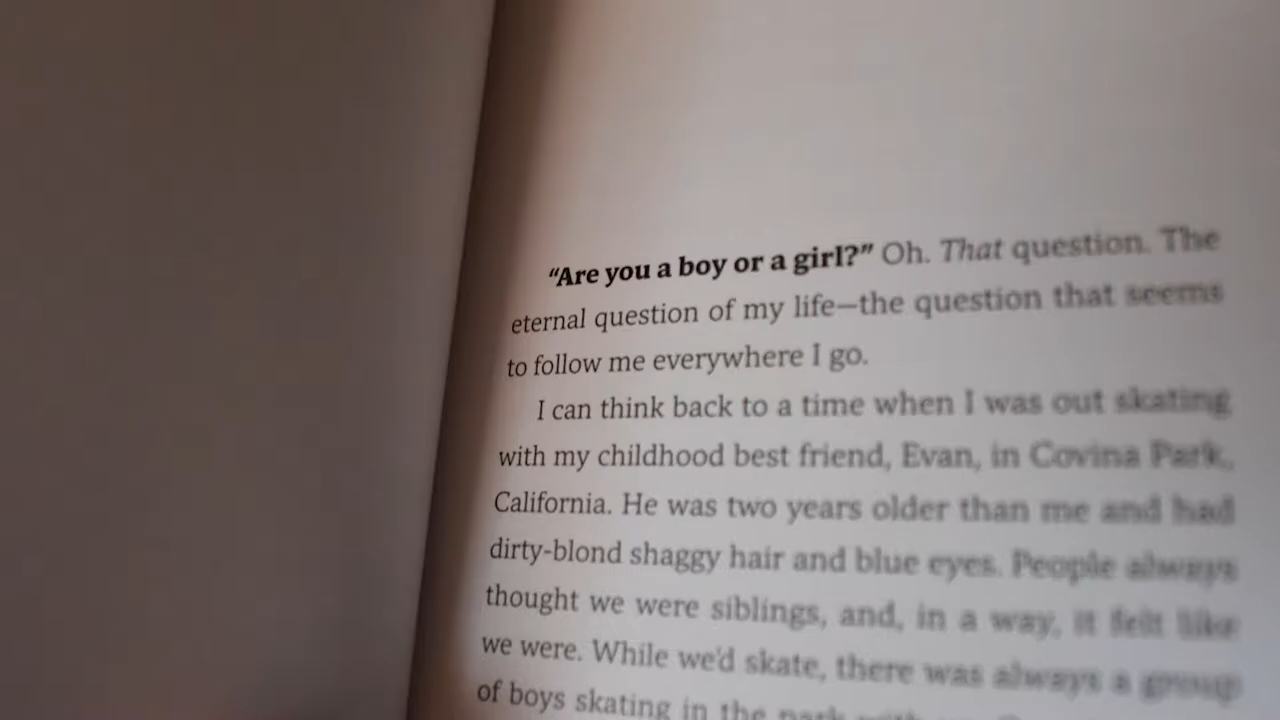 “Are you a boy or a girl?” Oh. That question. The
eternal question of my life—the question that seems
to follow me everywhere I go.
I can think back to a time when I was out skating
with my childhood best friend, Evan, in Covina Park,
California. He was two years older than me and had
dirty-blond shaggy hair and blue eyes. People always
thought we were siblings, and, in a way, it felt like
we were. While we’d skate, there was always a group
of boys skating in the park with